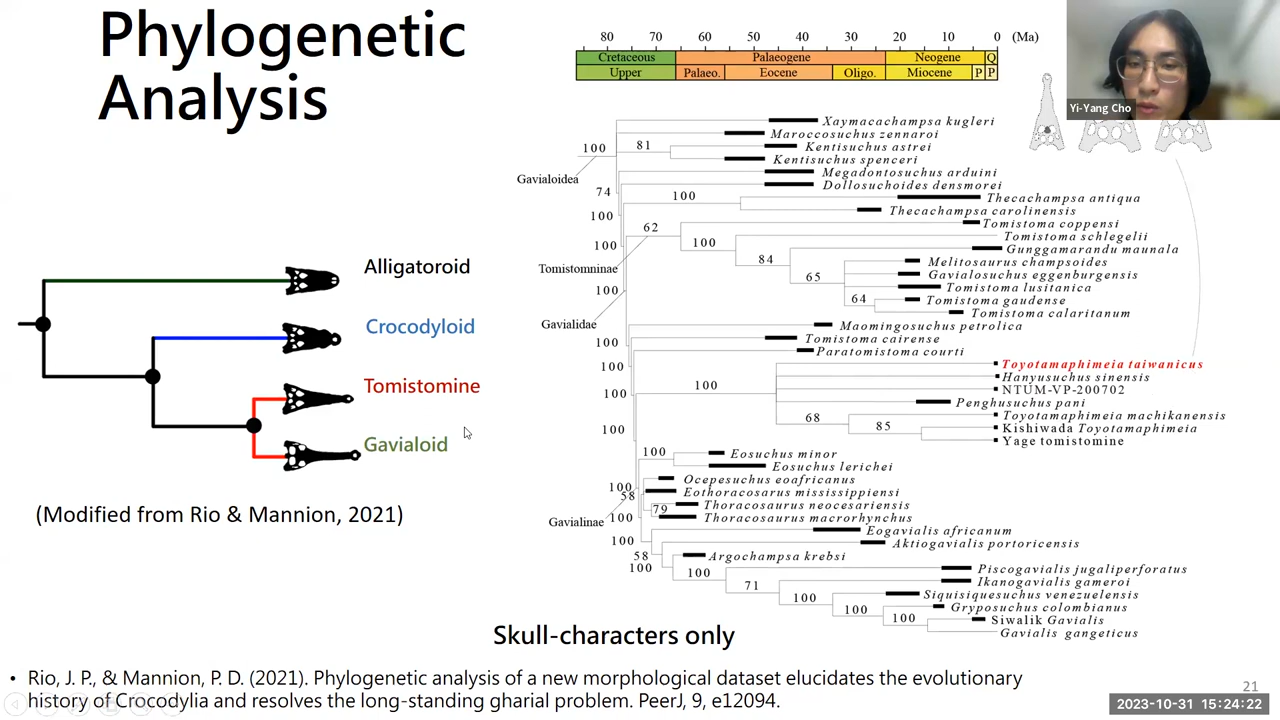 Phylogenetic
Analysis
80 70 60 50 40 30 20 10 0 (Ma)
Cretaceous Palaeogene Neogene Q
Upper Palaeo. Eocene Oligo. Miocene P P
Yi-Yang Cho
Xaymacachampsa kugleri
Maroccosuchus zennaroi
81
Kentisuchus astrei
100
Kentisuchus spenceri
Gavialoidea
Megadontosuchus arduini
Dollosuchoides densmorei
74
100
Thecachampsa antiqua
Thecachampsa carolinensis
100
Tomistoma coppensi
62
Tomistoma schlegelii
100
100
Gunggamarandu maunala
84
Melitosaurus champsoides
Tomistomninae
Gavialosuchus eggenburgensis
65
Tomistoma lusitanica
100
64
Tomistoma gaudense
Tomistoma calaritanum
Gavialidae
Maomingosuchus petrolica
100
Tomistoma cairense
Paratomistoma courti
100
Toyotamaphimeia taiwanicus
Hanyusuchus sinensis
100
NTUM-VP-200702
100
Penghusuchus pani
68
Toyotamaphimeia machikanensis
85
Kishiwada Toyotamaphimeia
100
Yage tomistomine
100
Eosuchus minor
Eosuchus lerichei
Ocepesuchus eoafricanus
100
58
Eothoracosarus mississippiensi
79
Thoracosaurus neocesariensis
Gavialinae
100
Thoracosaurus macrorhynchus
Eogavialis africanum
100
Aktiogavialis portoricensis
58
Argochampsa krebsi
100
100
Piscogavialis jugaliperforatus
71
Ikanogavialis gameroi
100
Siquisiquesuchus venezuelensis
100
Gryposuchus colombianus
100
Siwalik Gavialis
Gavialis gangeticus
Alligatoroid
Crocodyloid
Tomistomine
Gavialoid
(Modified from Rio & Mannion, 2021)
Skull-characters only
• Rio, J. P., & Mannion, P. D. (2021). Phylogenetic analysis of a new morphological dataset elucidates the evolutionary
history of Crocodylia and resolves the long-standing gharial problem. PeerJ, 9, e12094.
21
2023-10-31 15:24:22